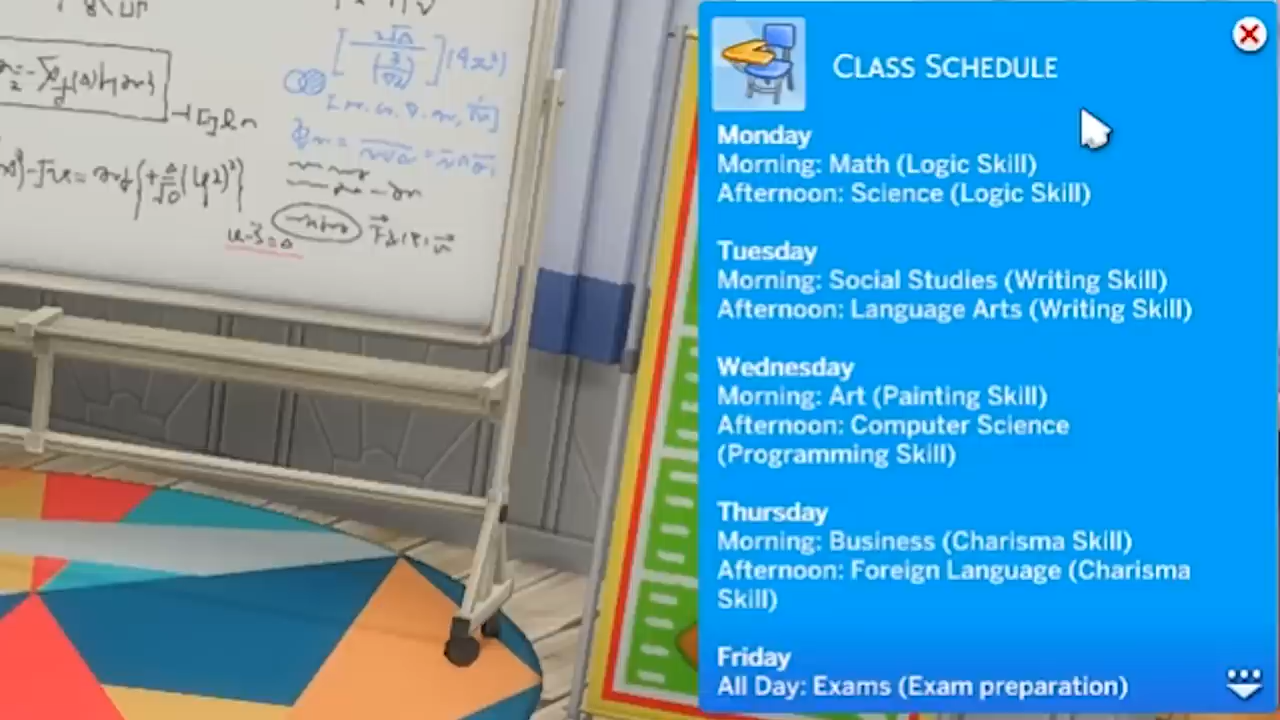 CLASS SCHEDULE
Monday
Morning: Math (Logic Skill)
Afternoon: Science (Logic Skill)
Tuesday
Morning: Social Studies (Writing Skill)
Afternoon: Language Arts (Writing Skill)
Wednesday
Morning: Art (Painting Skill)
Afternoon: Computer Science
(Programming Skill)
Thursday
Morning: Business (Charisma Skill)
Afternoon: Foreign Language (Charisma
Skill)
Friday
All Day: Exams (Exam preparation)